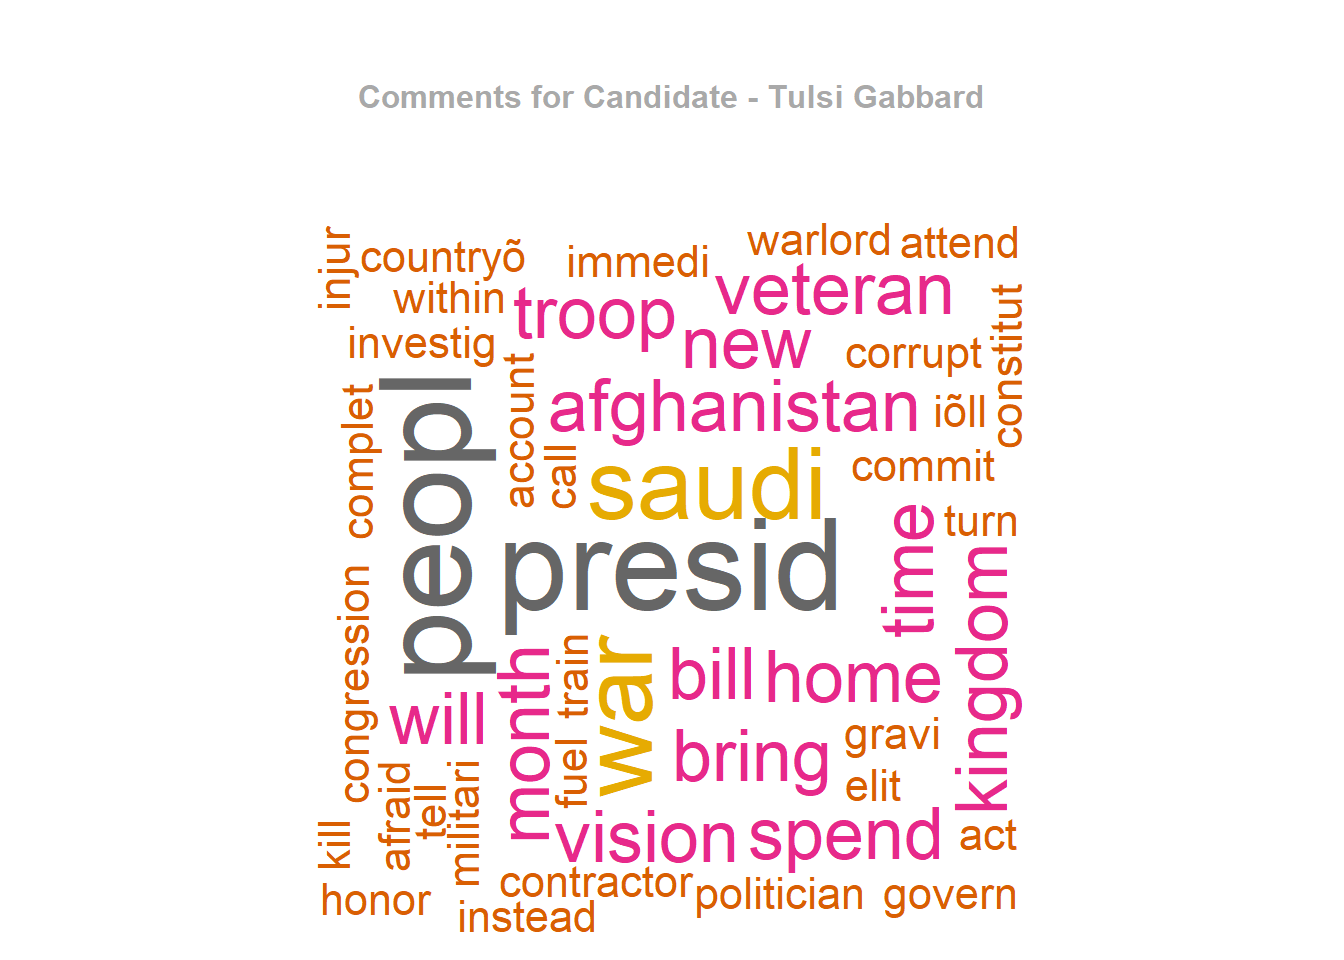 Comments for Candidate - Tulsi Gabbard
injur
countryõ
immedi
warlord
attend
within
troop
veteran
investig
new
corrupt
constitut
peopl
complet
account
call
afghanistan
iõll
saudi
commit
presid
time
turn
kingdom
congression
will
month
train
fuel
war
bill
home
bring
gravi
elit
kill
afraid
tell
militari
vision
spend
act
honor
instead
contractor
politician
govern